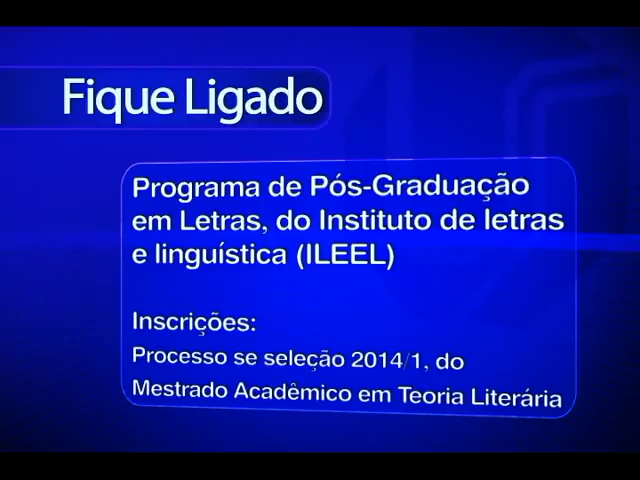 Fique Ligado
Programa de Pós-Graduação
em Letras, do Instituto de letras
e linguística (ILEEL)
Inscrições:
Processo se seleção 2014/1, do
Mestrado Acadêmico em Teoria Literária